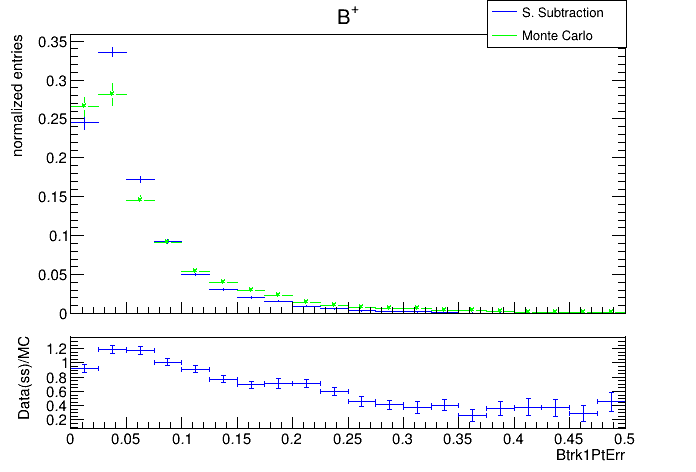 B+
S. Subtraction
Monte Carlo
normalized entries
0.35
0.3
0.25
0.2
0.15
0.1
0.05
0
Data(ss)/MC
1.2
1
0.8
0.6
0.4
0.2
0 0.05 0.1 0.15 0.2 0.25 0.3 0.35 0.4 0.45 0.5
Btrk1PtErr